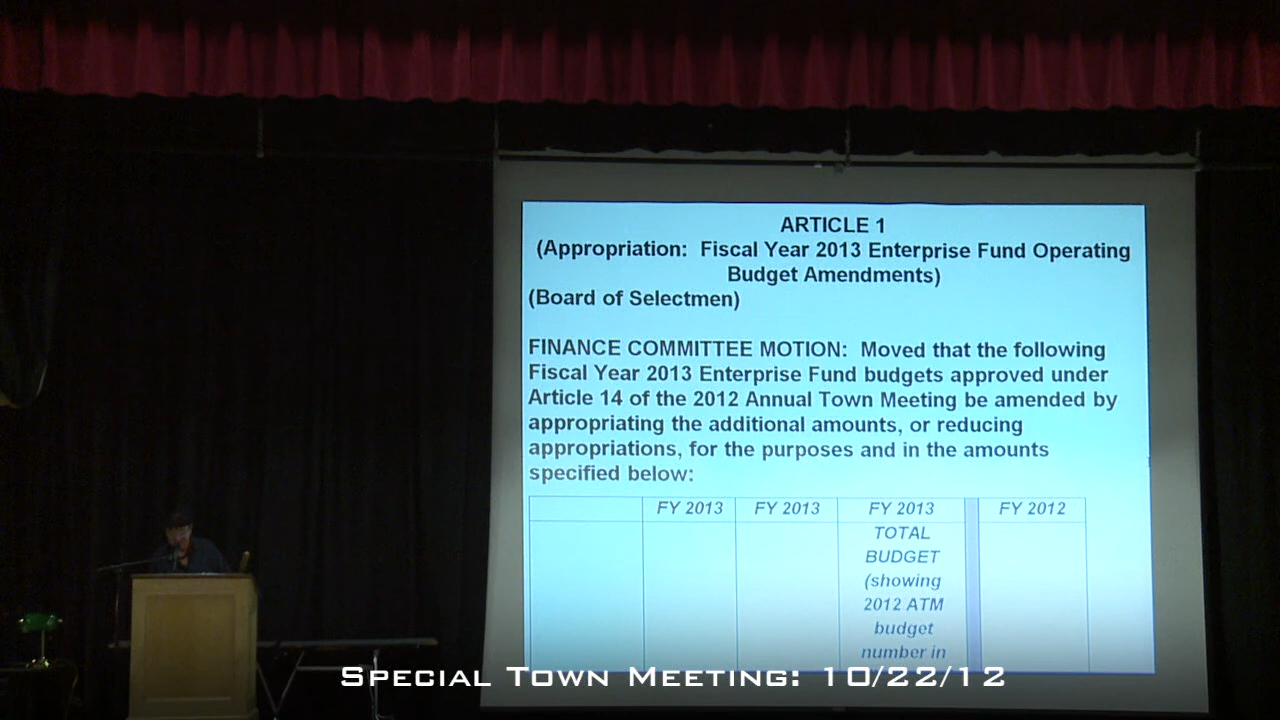 ARTICLE 1
(Appropriation: Fiscal Year 2013 Enterprise Fund Operating
Budget Amendments)
(Board of Selectmen)
FINANCE COMMITTEE MOTION: Moved that the following
Fiscal Year 2013 Enterprise Fund budgets approved under
Article 14 of the 2012 Annual Town Meeting be amended by
appropriating the additional amounts, or reducing
appropriations, for the purposes and in the amounts
specified below:
FY 2013 FY 2013 FY 2013 FY 2012
TOTAL
BUDGET
(showing
2012 ATM
budget
number in
Special Town Meeting: 10/22/12